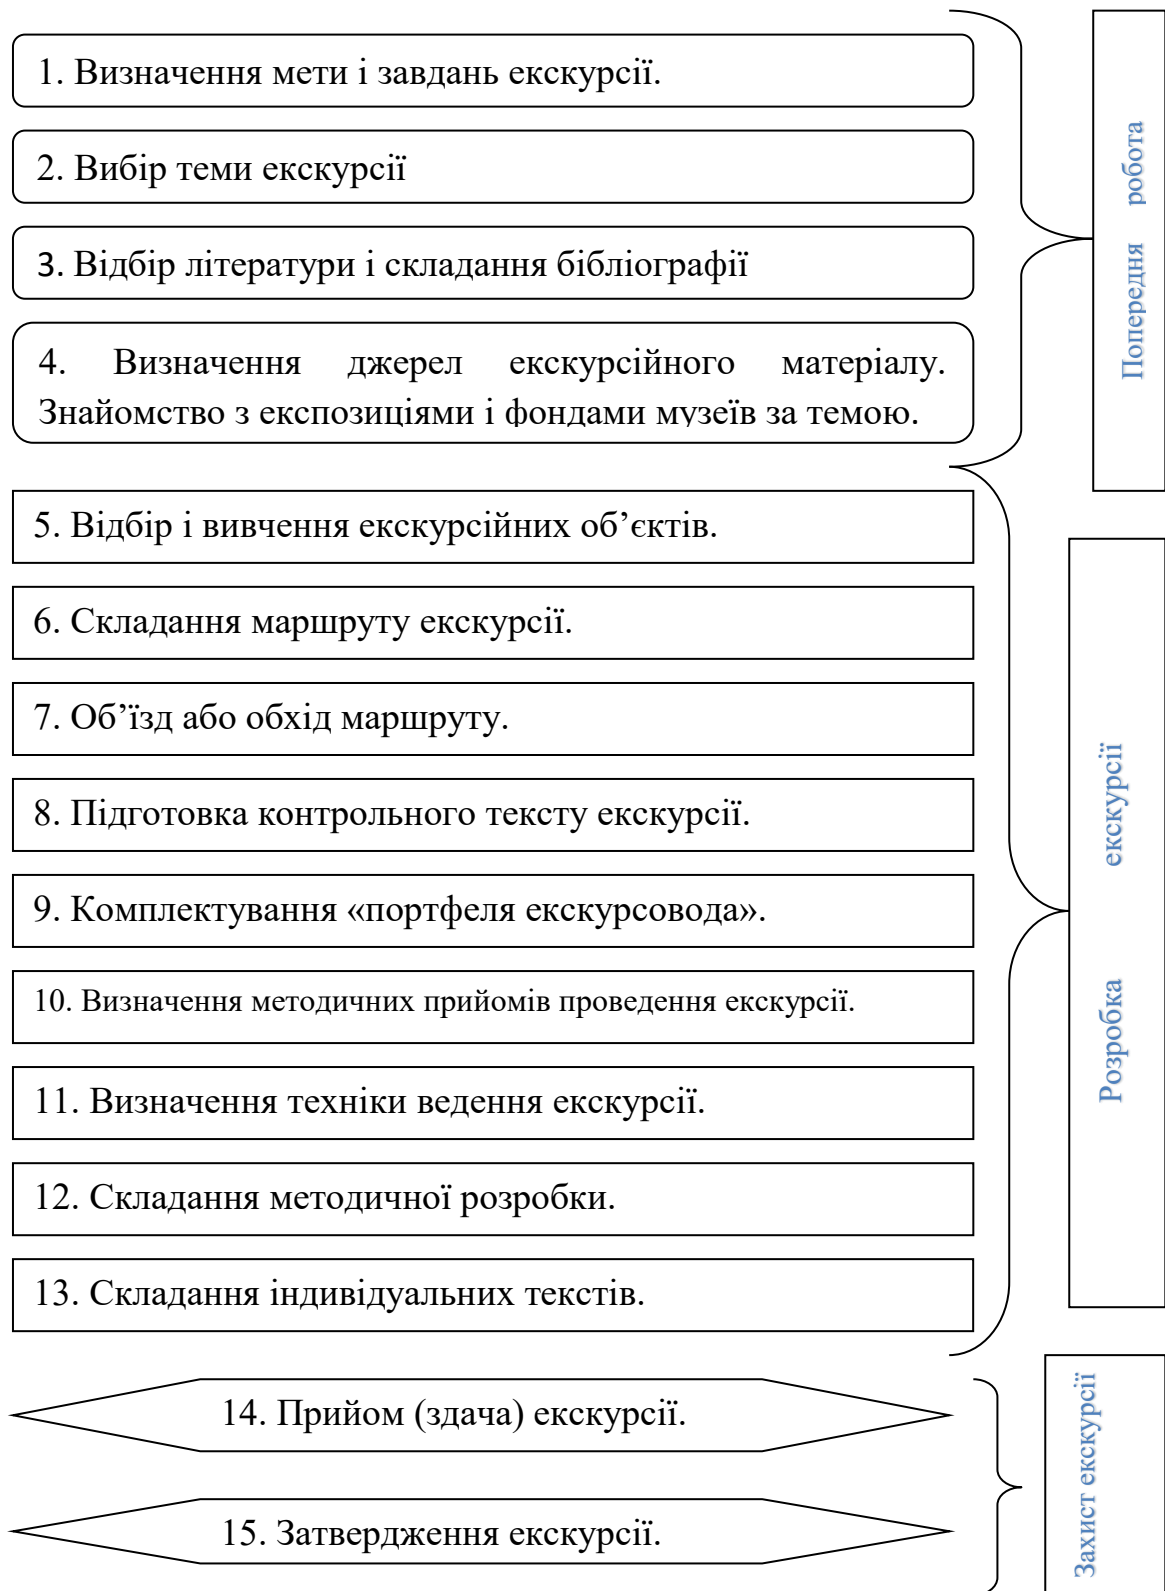 1. Визначення мети і завдань екскурсії.
2. Вибір теми екскурсії
3. Відбір літератури і складання бібліографії
4. Визначення джерел екскурсійного матеріалу.
Знайомство з експозиціями і фондами музеїв за темою.
Попередня робота
5. Відбір і вивчення екскурсійних об’єктів.
6. Складання маршруту екскурсії.
7. Об’їзд або обхід маршруту.
8. Підготовка контрольного тексту екскурсії.
9. Комплектування «портфеля екскурсовода».
10. Визначення методичних прийомів проведення екскурсії.
11. Визначення техніки ведення екскурсії.
12. Складання методичної розробки.
13. Складання індивідуальних текстів.
Розробка екскурсії
14. Прийом (здача) екскурсії.
15. Затвердження екскурсії.
Захист екскурсії